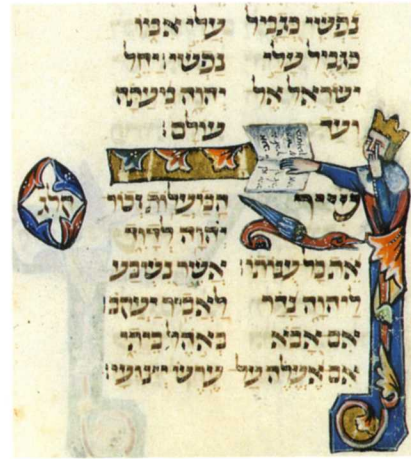 נפשי כגמל עלי אמו
כגמל עלי נפשי יחל
ישראל אל יהוה מעתה
ועד עולם׃
שיר המעלות זכור
יהוה לדוד
את כל ענותו׃ אשר נשבע
ליהוה נדר לאביר יעקב׃
אם אבא באהל ביתי
אם אעלה על ערש יצועי׃